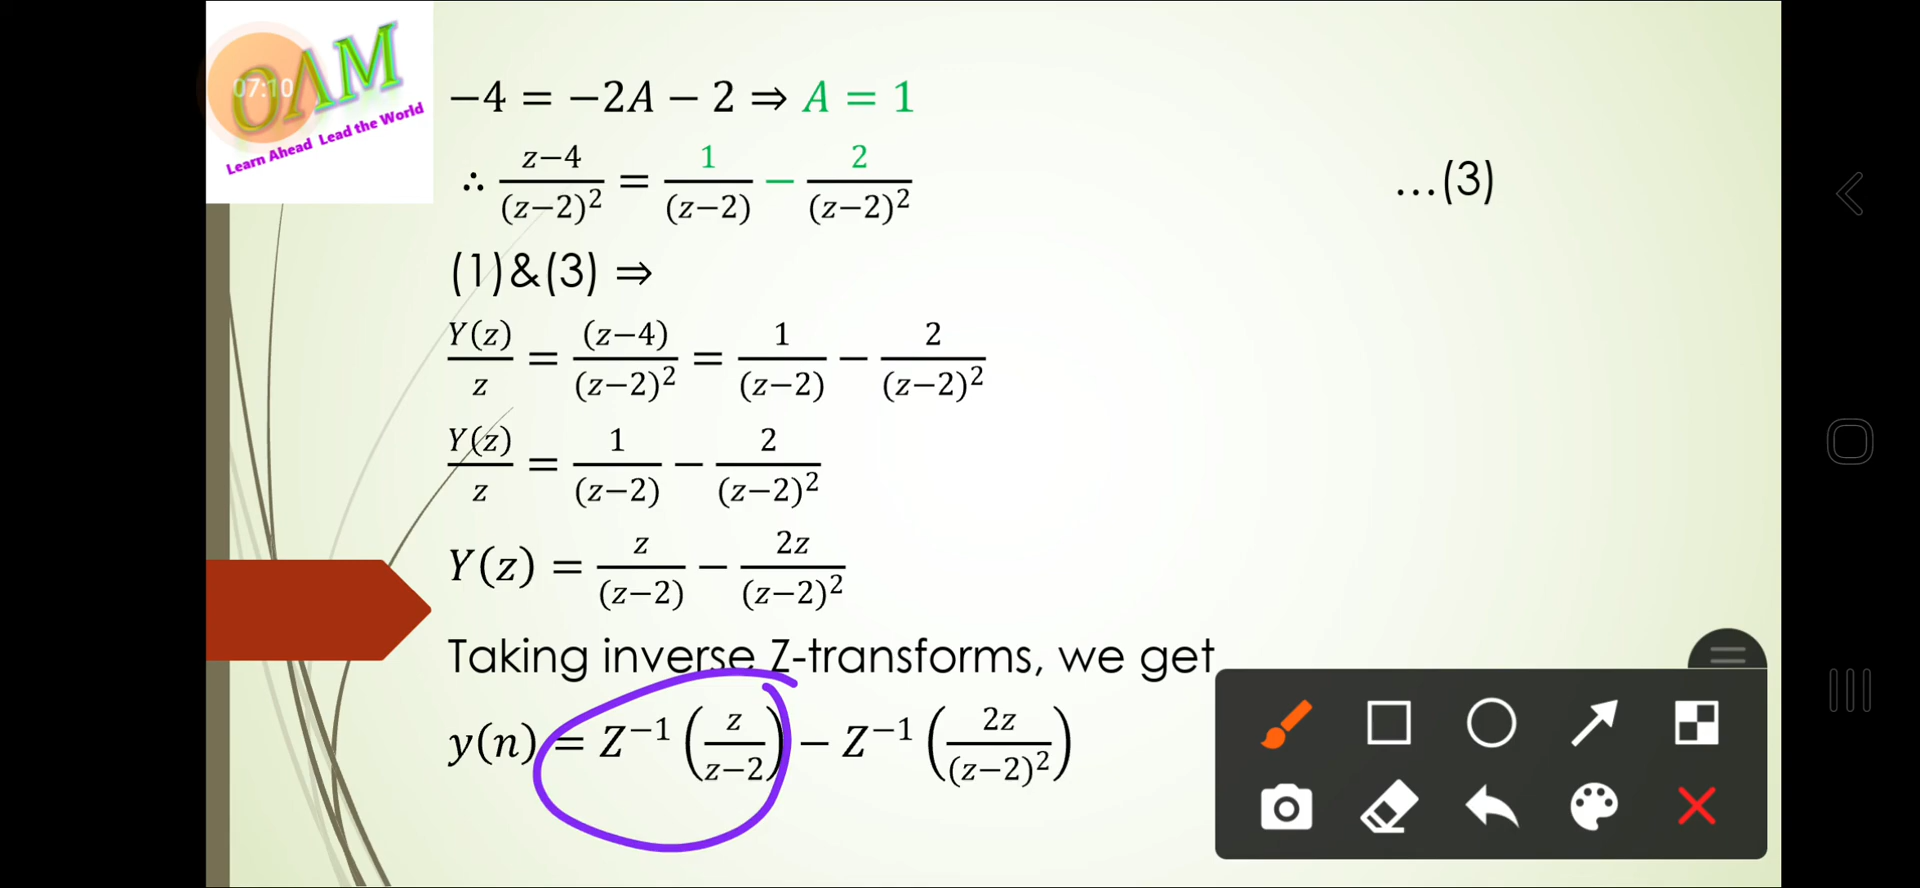 OAM
07:10
Learn Ahead Lead the World
−4 = −2A − 2 ⇒ A = 1
∴ (z−4)/(z−2)² = 1/(z−2) − 2/(z−2)² ...(3)
(1)&(3) ⇒
Y(z)/z = (z−4)/(z−2)² = 1/(z−2) − 2/(z−2)²
Y(z)/z = 1/(z−2) − 2/(z−2)²
Y(z) = z/(z−2) − 2z/(z−2)²
Taking inverse Z-transforms, we get
y(n) = Z⁻¹(z/(z−2)) − Z⁻¹(2z/(z−2)²)